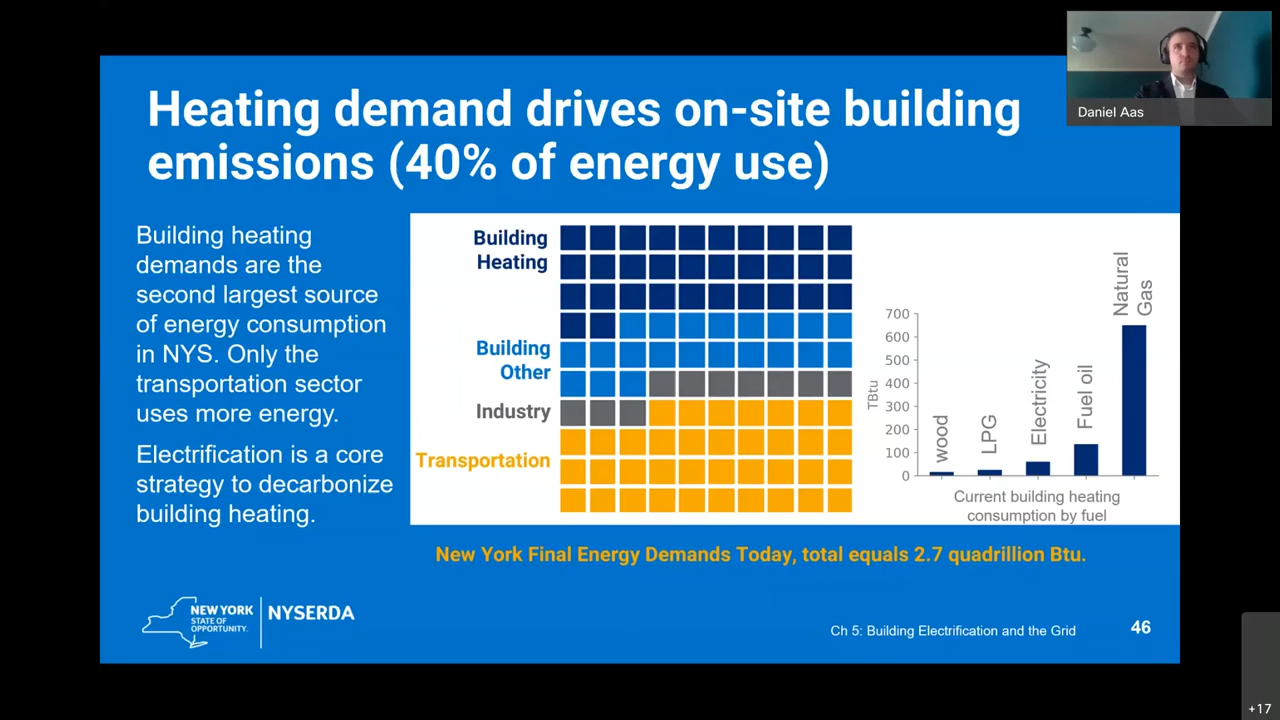 Daniel Aas
Heating demand drives on-site building
emissions (40% of energy use)
Building heating
demands are the
second largest source
of energy consumption
in NYS. Only the
transportation sector
uses more energy.
Electrification is a core
strategy to decarbonize
building heating.
Building
Heating
Building
Other
Industry
Transportation
TBtu
700
600
500
400
300
200
100
0
wood
LPG
Electricity
Fuel oil
Natural
Gas
Current building heating
consumption by fuel
New York Final Energy Demands Today, total equals 2.7 quadrillion Btu.
NEW YORK
STATE OF
OPPORTUNITY.
NYSERDA
Ch 5: Building Electrification and the Grid
46
+17